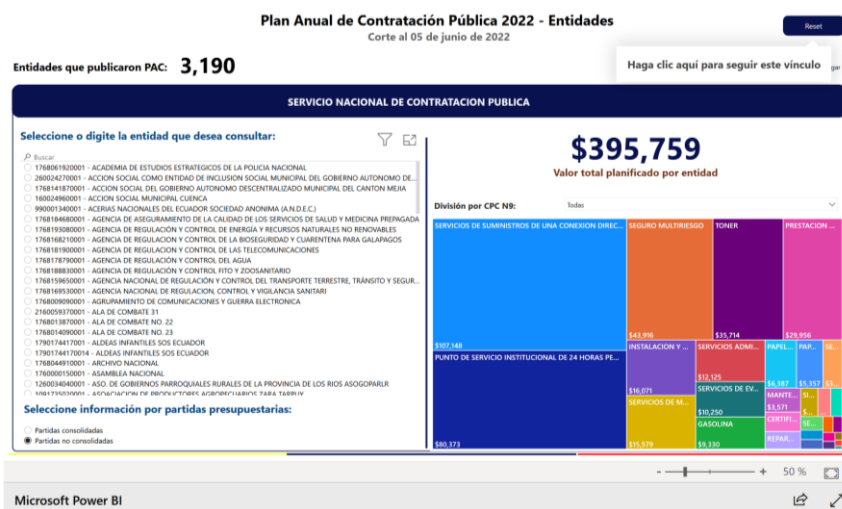 Plan Anual de Contratación Pública 2022 - Entidades
Corte al 05 de junio de 2022
Reset
Entidades que publicaron PAC: 3,190
Haga clic aquí para seguir este vínculo
gar
SERVICIO NACIONAL DE CONTRATACION PUBLICA
Seleccione o digite la entidad que desea consultar:
Buscar
1768061920001 - ACADEMIA DE ESTUDIOS ESTRATEGICOS DE LA POLICIA NACIONAL
260024270001 - ACCION SOCIAL COMO ENTIDAD DE INCLUSION SOCIAL MUNICIPAL DEL GOBIERNO AUTONOMO DE...
1768141870001 - ACCION SOCIAL DEL GOBIERNO AUTONOMO DESCENTRALIZADO MUNICIPAL DEL CANTON MEJIA
160024960001 - ACCION SOCIAL MUNICIPAL CUENCA
990001340001 - ACERIAS NACIONALES DEL ECUADOR SOCIEDAD ANONIMA (A.N.D.E.C.)
1768184680001 - AGENCIA DE ASEGURAMIENTO DE LA CALIDAD DE LOS SERVICIOS DE SALUD Y MEDICINA PREPAGADA
1768193080001 - AGENCIA DE REGULACIÓN Y CONTROL DE ENERGÍA Y RECURSOS NATURALES NO RENOVABLES
1768168210001 - AGENCIA DE REGULACIÓN Y CONTROL DE LA BIOSEGURIDAD Y CUARENTENA PARA GALAPAGOS
1768181900001 - AGENCIA DE REGULACIÓN Y CONTROL DE LAS TELECOMUNICACIONES
1768178790001 - AGENCIA DE REGULACIÓN Y CONTROL DEL AGUA
1768188830001 - AGENCIA DE REGULACIÓN Y CONTROL FITO Y ZOOSANITARIO
1768159650001 - AGENCIA NACIONAL DE REGULACIÓN Y CONTROL DEL TRANSPORTE TERRESTRE, TRÁNSITO Y SEGUR...
1768169530001 - AGENCIA NACIONAL DE REGULACION, CONTROL Y VIGILANCIA SANITARI
1768009090001 - AGRUPAMIENTO DE COMUNICACIONES Y GUERRA ELECTRONICA
2160059370001 - ALA DE COMBATE 31
1768013870001 - ALA DE COMBATE NO. 22
1768014090001 - ALA DE COMBATE NO. 23
1790174417001 - ALDEAS INFANTILES SOS ECUADOR
1790174170014 - ALDEAS INFANTILES SOS ECUADOR
1768044910001 - ARCHIVO NACIONAL
1760000150001 - ASAMBLEA NACIONAL
1260034040001 - ASO. DE GOBIERNOS PARROQUIALES RURALES DE LA PROVINCIA DE LOS RIOS ASOGOPARLR
1091735020001 - ASOCIACION DE PRODUCTORES AGROPECUARIOS ZARA TARPUY
Seleccione información por partidas presupuestarias:
Partidas consolidadas
Partidas no consolidadas
$395,759
Valor total planificado por entidad
División por CPC N9: Todas
SERVICIOS DE SUMINISTROS DE UNA CONEXION DIREC...
$107,148
PUNTO DE SERVICIO INSTITUCIONAL DE 24 HORAS PE...
$80,373
SEGURO MULTIRIESGO
$43,916
TONER
$35,714
PRESTACION ...
$29,956
INSTALACION Y ...
$16,071
SERVICIOS DE M...
$15,579
SERVICIOS ADMI...
$12,125
SERVICIOS DE EV...
$10,250
GASOLINA
$9,330
PAPEL...
$6,387
PAP...
$5,357
SE...
MANTE...
$3,571
SI...
CERTIFI...
SE...
REPAR...
50 %
Microsoft Power BI